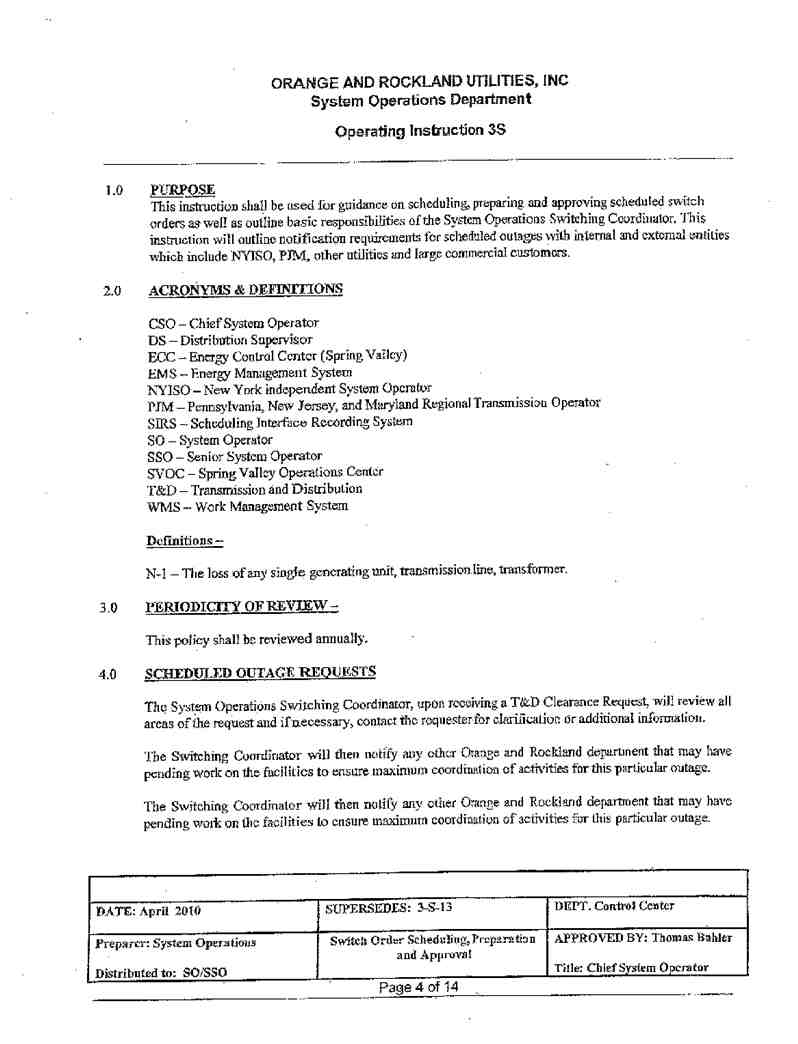 ORANGE AND ROCKLAND UTILITIES, INC
System Operations Department
Operating Instruction 3S
1.0 PURPOSE
This instruction shall be used for guidance on scheduling, preparing and approving scheduled switch
orders as well as outline basic responsibilities of the System Operations Switching Coordinator. This
instruction will outline notification requirements for scheduled outages with internal and external entities
which include NYISO, PJM, other utilities and large commercial customers.
2.0 ACRONYMS & DEFINITIONS
CSO – Chief System Operator
DS – Distribution Supervisor
ECC – Energy Control Center (Spring Valley)
EMS – Energy Management System
NYISO – New York independent System Operator
PJM – Pennsylvania, New Jersey, and Maryland Regional Transmission Operator
SIRS – Scheduling Interface Recording System
SO – System Operator
SSO – Senior System Operator
SVOC – Spring Valley Operations Center
T&D – Transmission and Distribution
WMS – Work Management System
Definitions –
N-1 – The loss of any single generating unit, transmission line, transformer.
3.0 PERIODICITY OF REVIEW –
This policy shall be reviewed annually.
4.0 SCHEDULED OUTAGE REQUESTS
The System Operations Switching Coordinator, upon receiving a T&D Clearance Request, will review all
areas of the request and if necessary, contact the requester for clarification or additional information.
The Switching Coordinator will then notify any other Orange and Rockland department that may have
pending work on the facilities to ensure maximum coordination of activities for this particular outage.
The Switching Coordinator will then notify any other Orange and Rockland department that may have
pending work on the facilities to ensure maximum coordination of activities for this particular outage.
DATE: April 2010
SUPERSEDES: 3-S-13
DEPT. Control Center
Preparer: System Operations
Distributed to: SO/SSO
Switch Order Scheduling, Preparation
and Approval
APPROVED BY: Thomas Bahler
Title: Chief System Operator
Page 4 of 14